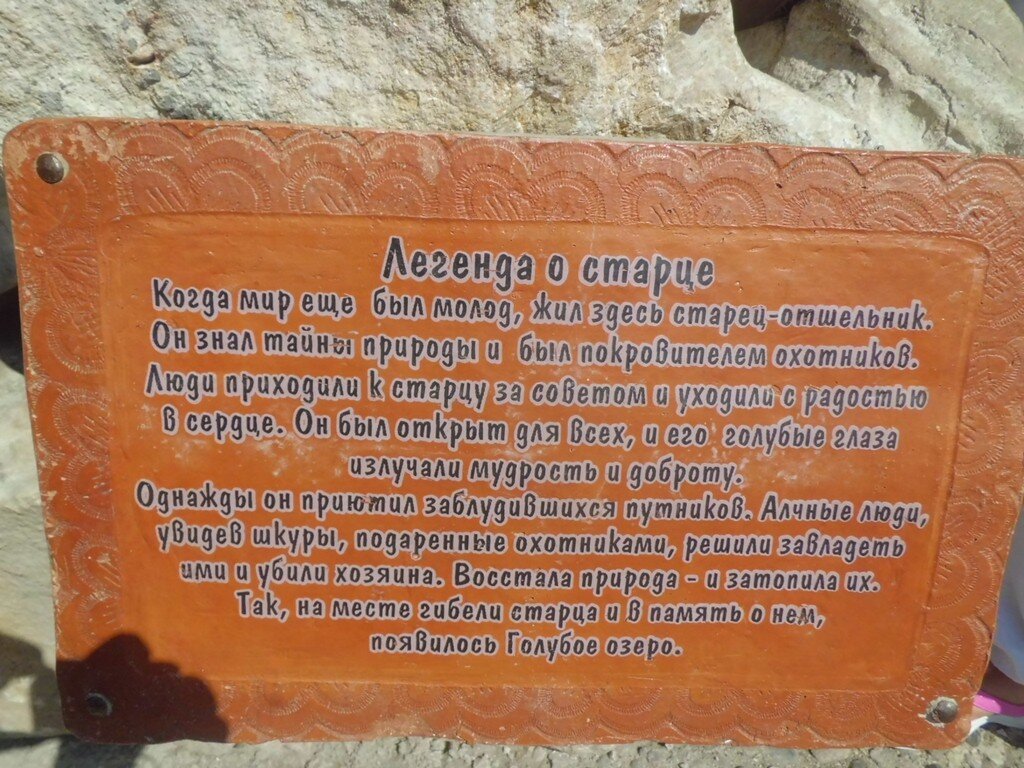 Легенда о старце
Когда мир еще был молод, жил здесь старец-отшельник.
Он знал тайны природы и был покровителем охотников.
Люди приходили к старцу за советом и уходили с радостью
в сердце. Он был открыт для всех, и его голубые глаза
излучали мудрость и доброту.
Однажды он приютил заблудившихся путников. Алчные люди,
увидев шкуры, подаренные охотниками, решили завладеть
ими и убили хозяина. Восстала природа - и затопила их.
Так, на месте гибели старца и в память о нем,
появилось Голубое озеро.